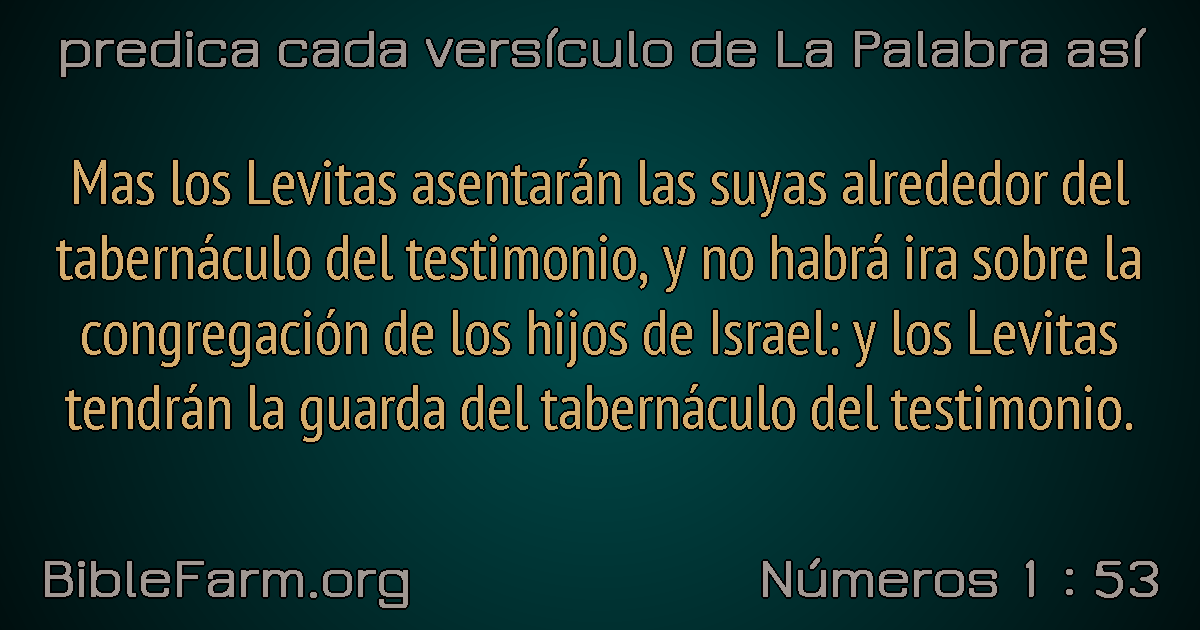 predica cada versículo de La Palabra así
Mas los Levitas asentarán las suyas alrededor del
tabernáculo del testimonio, y no habrá ira sobre la
congregación de los hijos de Israel: y los Levitas
tendrán la guarda del tabernáculo del testimonio.
BibleFarm.org
Números 1 : 53